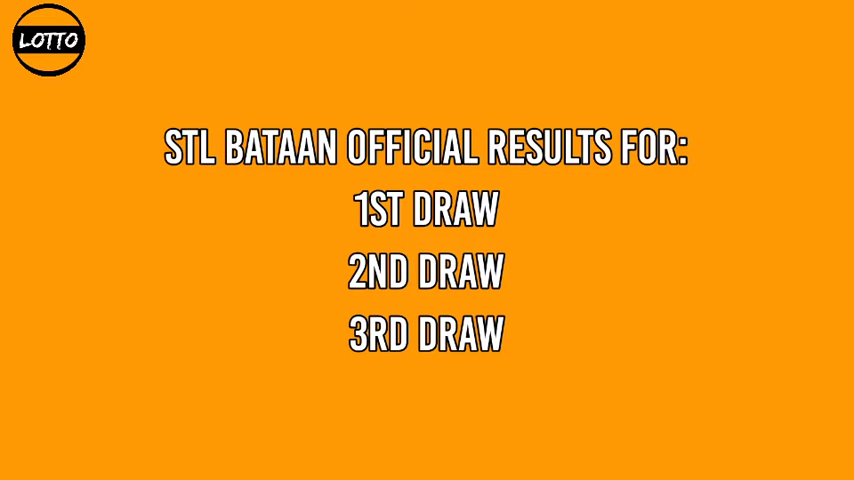 LOTTO
STL BATAAN OFFICIAL RESULTS FOR:
1ST DRAW
2ND DRAW
3RD DRAW